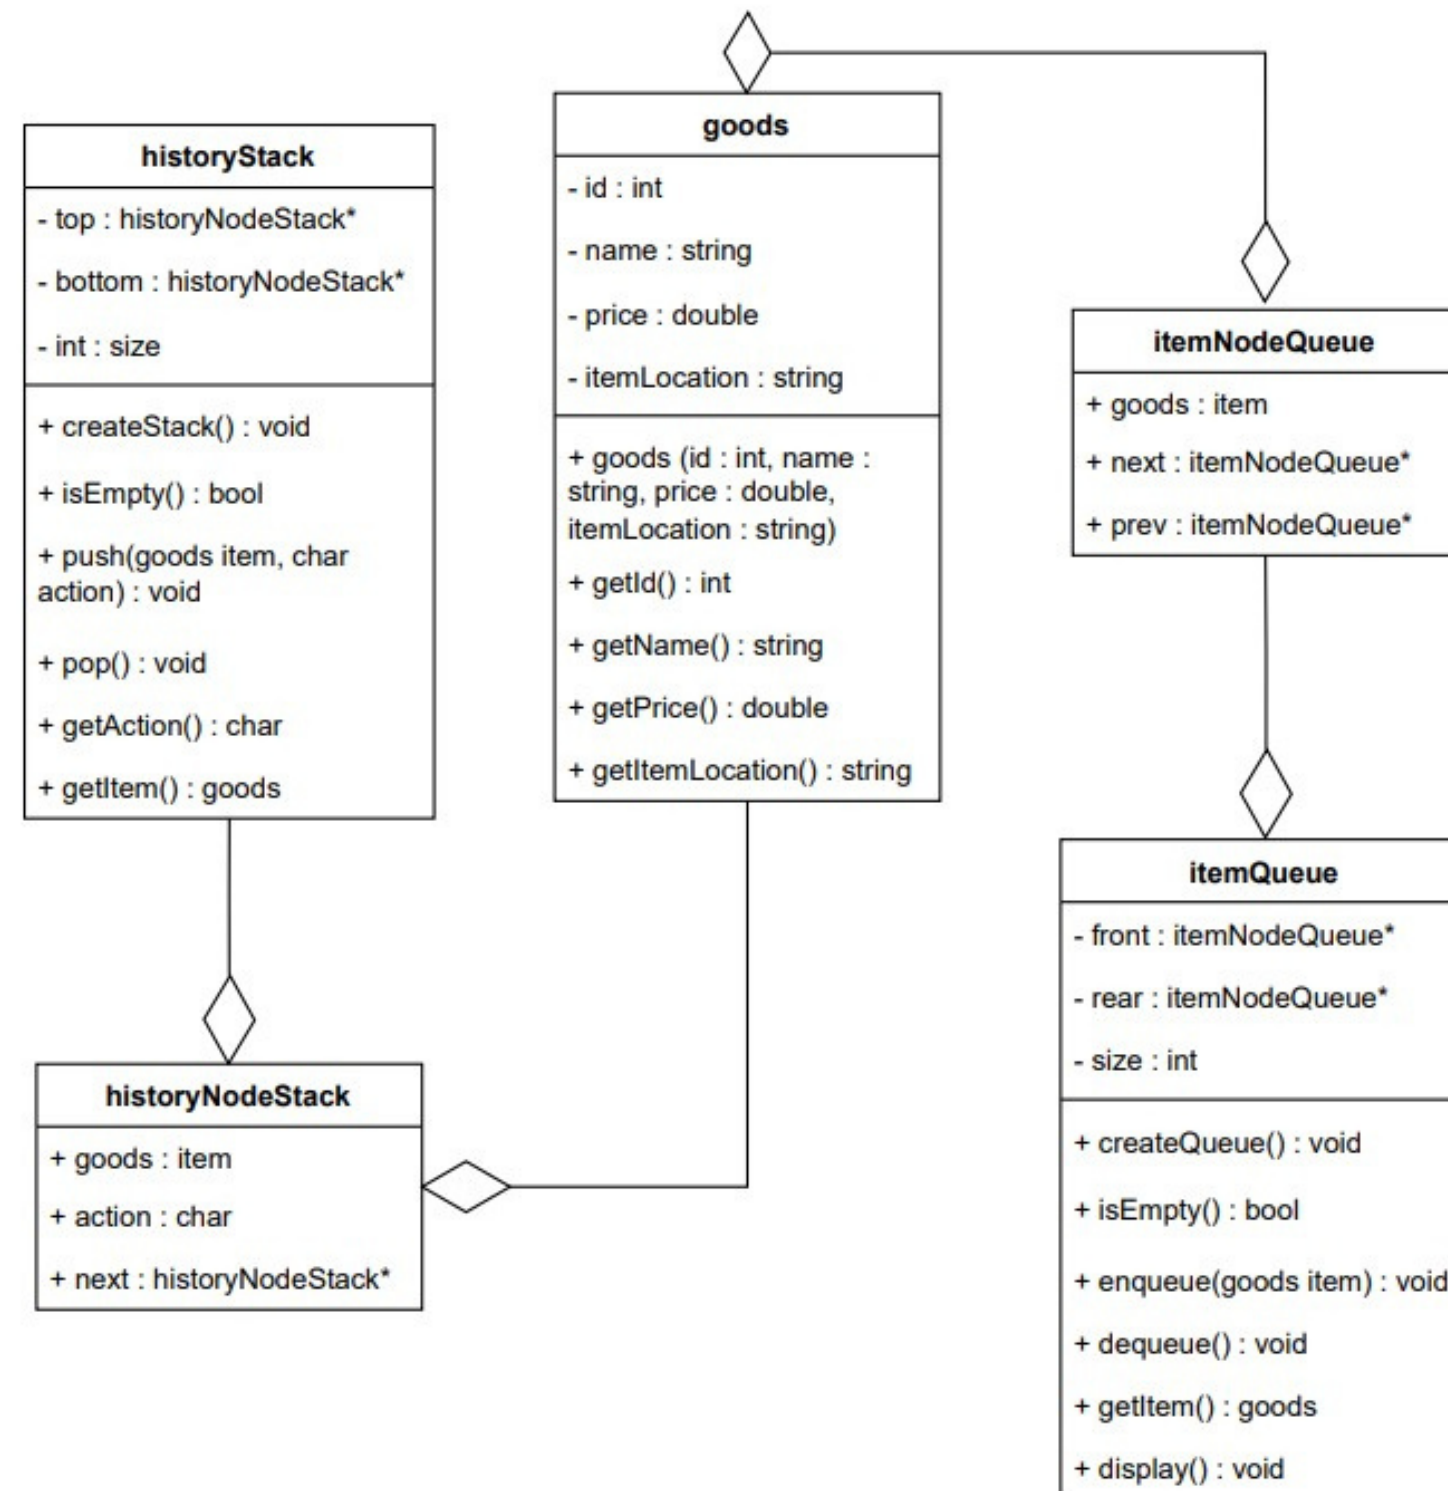 historyStack
- top : historyNodeStack*
- bottom : historyNodeStack*
- int : size
+ createStack() : void
+ isEmpty() : bool
+ push(goods item, char
action) : void
+ pop() : void
+ getAction() : char
+ getItem() : goods
historyNodeStack
+ goods : item
+ action : char
+ next : historyNodeStack*
goods
- id : int
- name : string
- price : double
- itemLocation : string
+ goods (id : int, name :
string, price : double,
itemLocation : string)
+ getId() : int
+ getName() : string
+ getPrice() : double
+ getItemLocation() : string
itemNodeQueue
+ goods : item
+ next : itemNodeQueue*
+ prev : itemNodeQueue*
itemQueue
- front : itemNodeQueue*
- rear : itemNodeQueue*
- size : int
+ createQueue() : void
+ isEmpty() : bool
+ enqueue(goods item) : void
+ dequeue() : void
+ getItem() : goods
+ display() : void